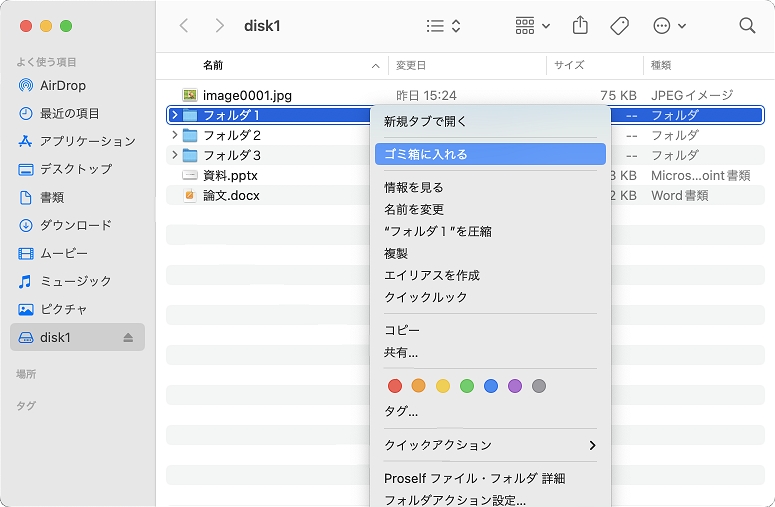 disk1
よく使う項目
AirDrop
最近の項目
アプリケーション
デスクトップ
書類
ダウンロード
ムービー
ミュージック
ピクチャ
disk1
場所
タグ
名前 変更日 サイズ 種類
image0001.jpg 昨日 15:24 75 KB JPEGイメージ
フォルダ1 -- フォルダ
フォルダ2 -- フォルダ
フォルダ3 -- フォルダ
資料.pptx KB Micros...oint書類
論文.docx 2 KB Word書類
新規タブで開く
ゴミ箱に入れる
情報を見る
名前を変更
“フォルダ1”を圧縮
複製
エイリアスを作成
クイックルック
コピー
共有...
タグ...
クイックアクション
Proself ファイル・フォルダ 詳細
フォルダアクション設定...